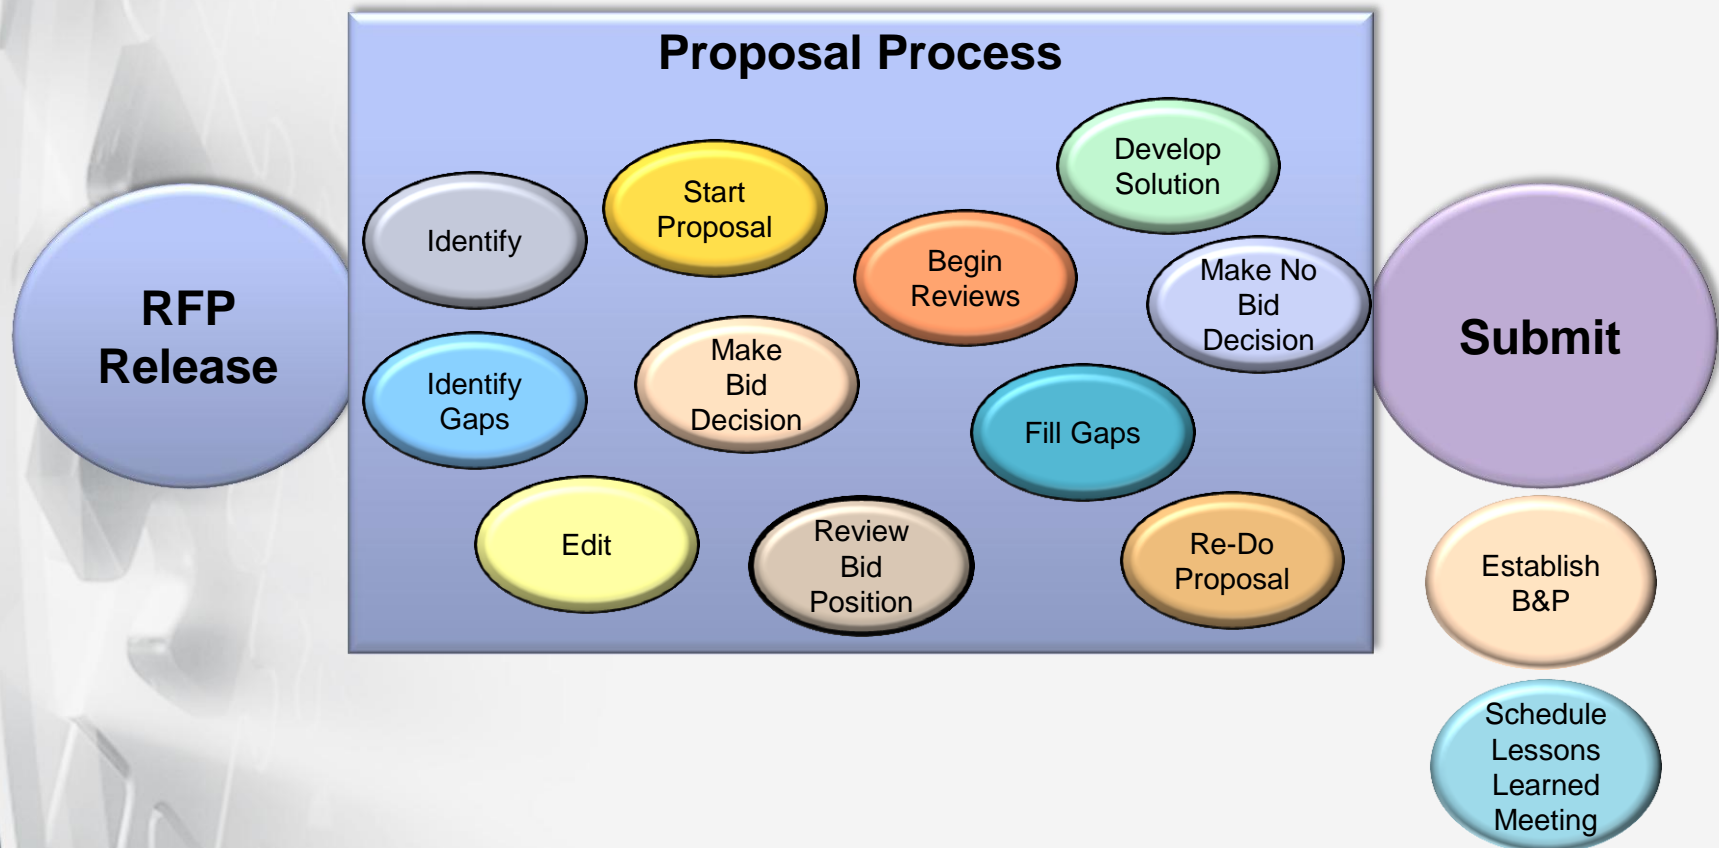 Proposal Process
RFP
Release
Identify
Start
Proposal
Begin
Reviews
Develop
Solution
Make No
Bid
Decision
Identify
Gaps
Make
Bid
Decision
Fill Gaps
Edit
Review
Bid
Position
Re-Do
Proposal
Submit
Establish
B&P
Schedule
Lessons
Learned
Meeting